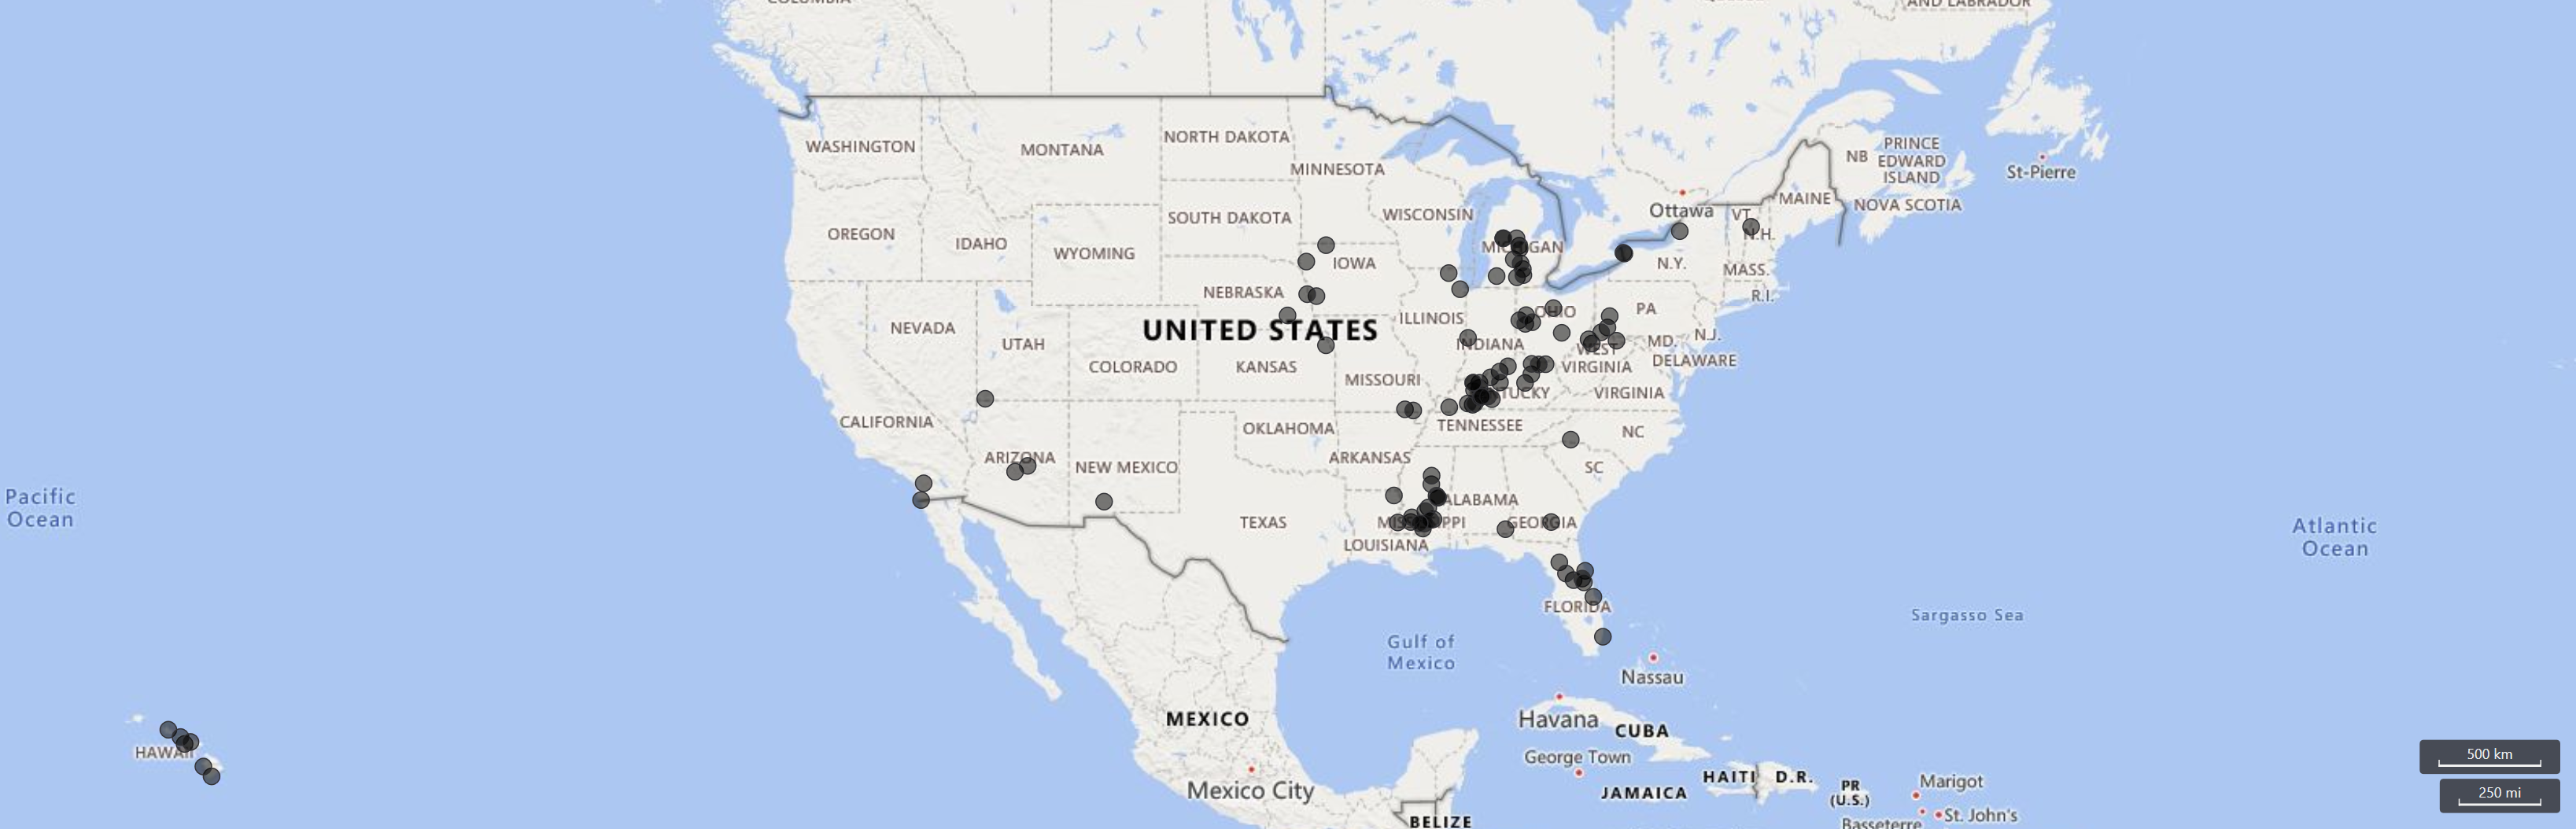 COLUMBIA
AND LABRADOR
WASHINGTON
MONTANA
NORTH DAKOTA
MINNESOTA
NB
PRINCE
EDWARD
ISLAND
St-Pierre
OREGON
IDAHO
WYOMING
SOUTH DAKOTA
WISCONSIN
Ottawa
VT.
MAINE
NOVA SCOTIA
N.H.
MICHIGAN
IOWA
N.Y.
MASS.
R.I.
NEBRASKA
NEVADA
UTAH
UNITED STATES
ILLINOIS
OHIO
PA
N.J.
INDIANA
WEST
VIRGINIA
MD.
DELAWARE
COLORADO
KANSAS
MISSOURI
TUCKY
VIRGINIA
CALIFORNIA
OKLAHOMA
TENNESSEE
NC
ARIZONA
NEW MEXICO
ARKANSAS
SC
Pacific
Ocean
ALABAMA
TEXAS
MISSISSIPPI
GEORGIA
LOUISIANA
Atlantic
Ocean
FLORIDA
Sargasso Sea
Gulf of
Mexico
Nassau
MEXICO
Havana
CUBA
HAWAII
George Town
Mexico City
JAMAICA
HAITI
D.R.
PR
(U.S.)
Marigot
St. John's
Basseterre
BELIZE
500 km
250 mi